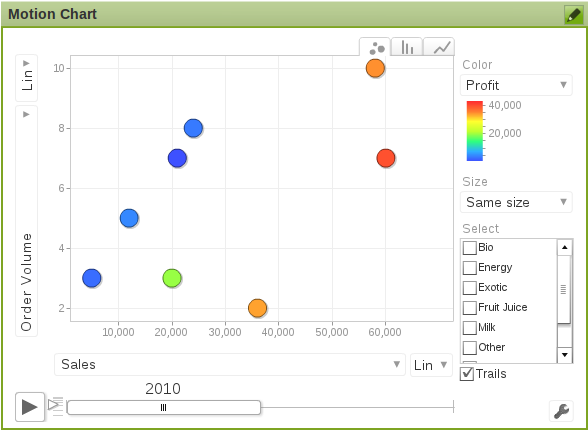 Motion Chart
Lin
Order Volume
10
8
6
4
2
10,000 20,000 30,000 40,000 50,000 60,000
Sales
Lin
2010
Color
Profit
40,000
20,000
Size
Same size
Select
Bio
Energy
Exotic
Fruit Juice
Milk
Other
Trails